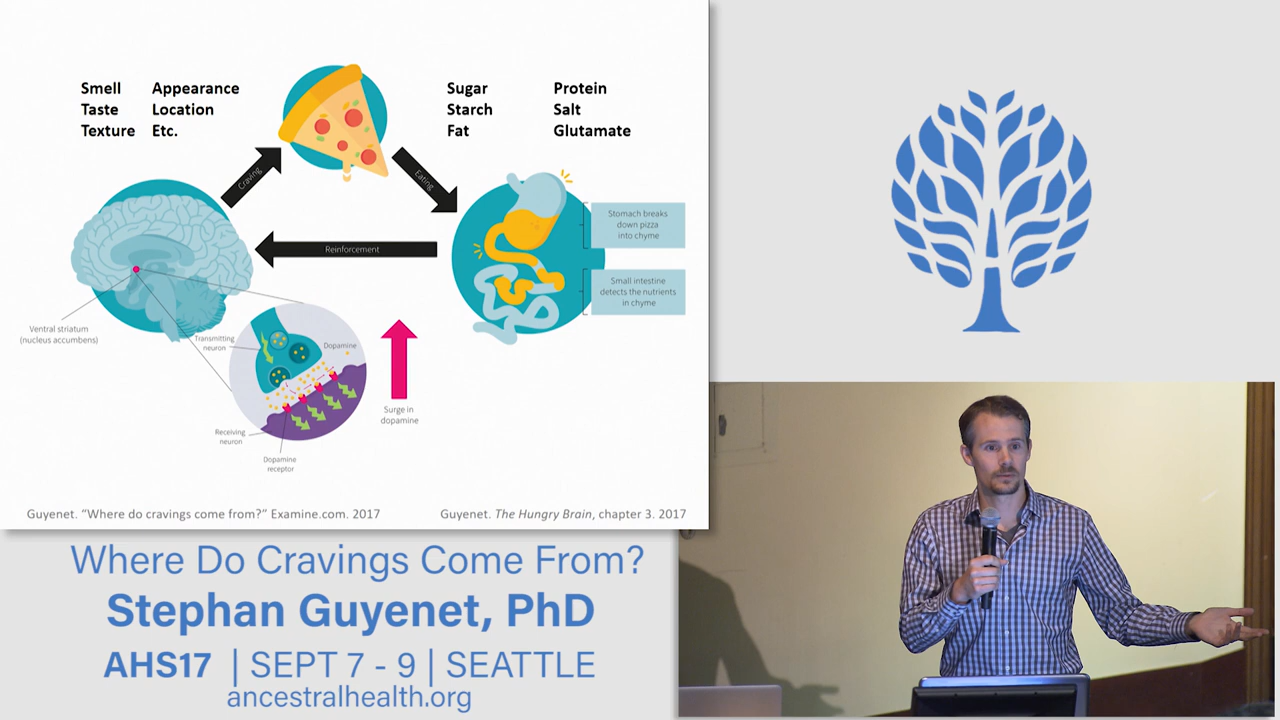 Smell
Taste
Texture
Appearance
Location
Etc.
Sugar
Starch
Fat
Protein
Salt
Glutamate
Craving
Eating
Reinforcement
Stomach breaks
down pizza
into chyme
Small intestine
detects the nutrients
in chyme
Ventral striatum
(nucleus accumbens)
Transmitting
neuron
Dopamine
Receiving
neuron
Dopamine
receptor
Surge in
dopamine
Guyenet. “Where do cravings come from?” Examine.com. 2017
Guyenet. The Hungry Brain, chapter 3. 2017
Where Do Cravings Come From?
Stephan Guyenet, PhD
AHS17 | SEPT 7 - 9 | SEATTLE
ancestralhealth.org